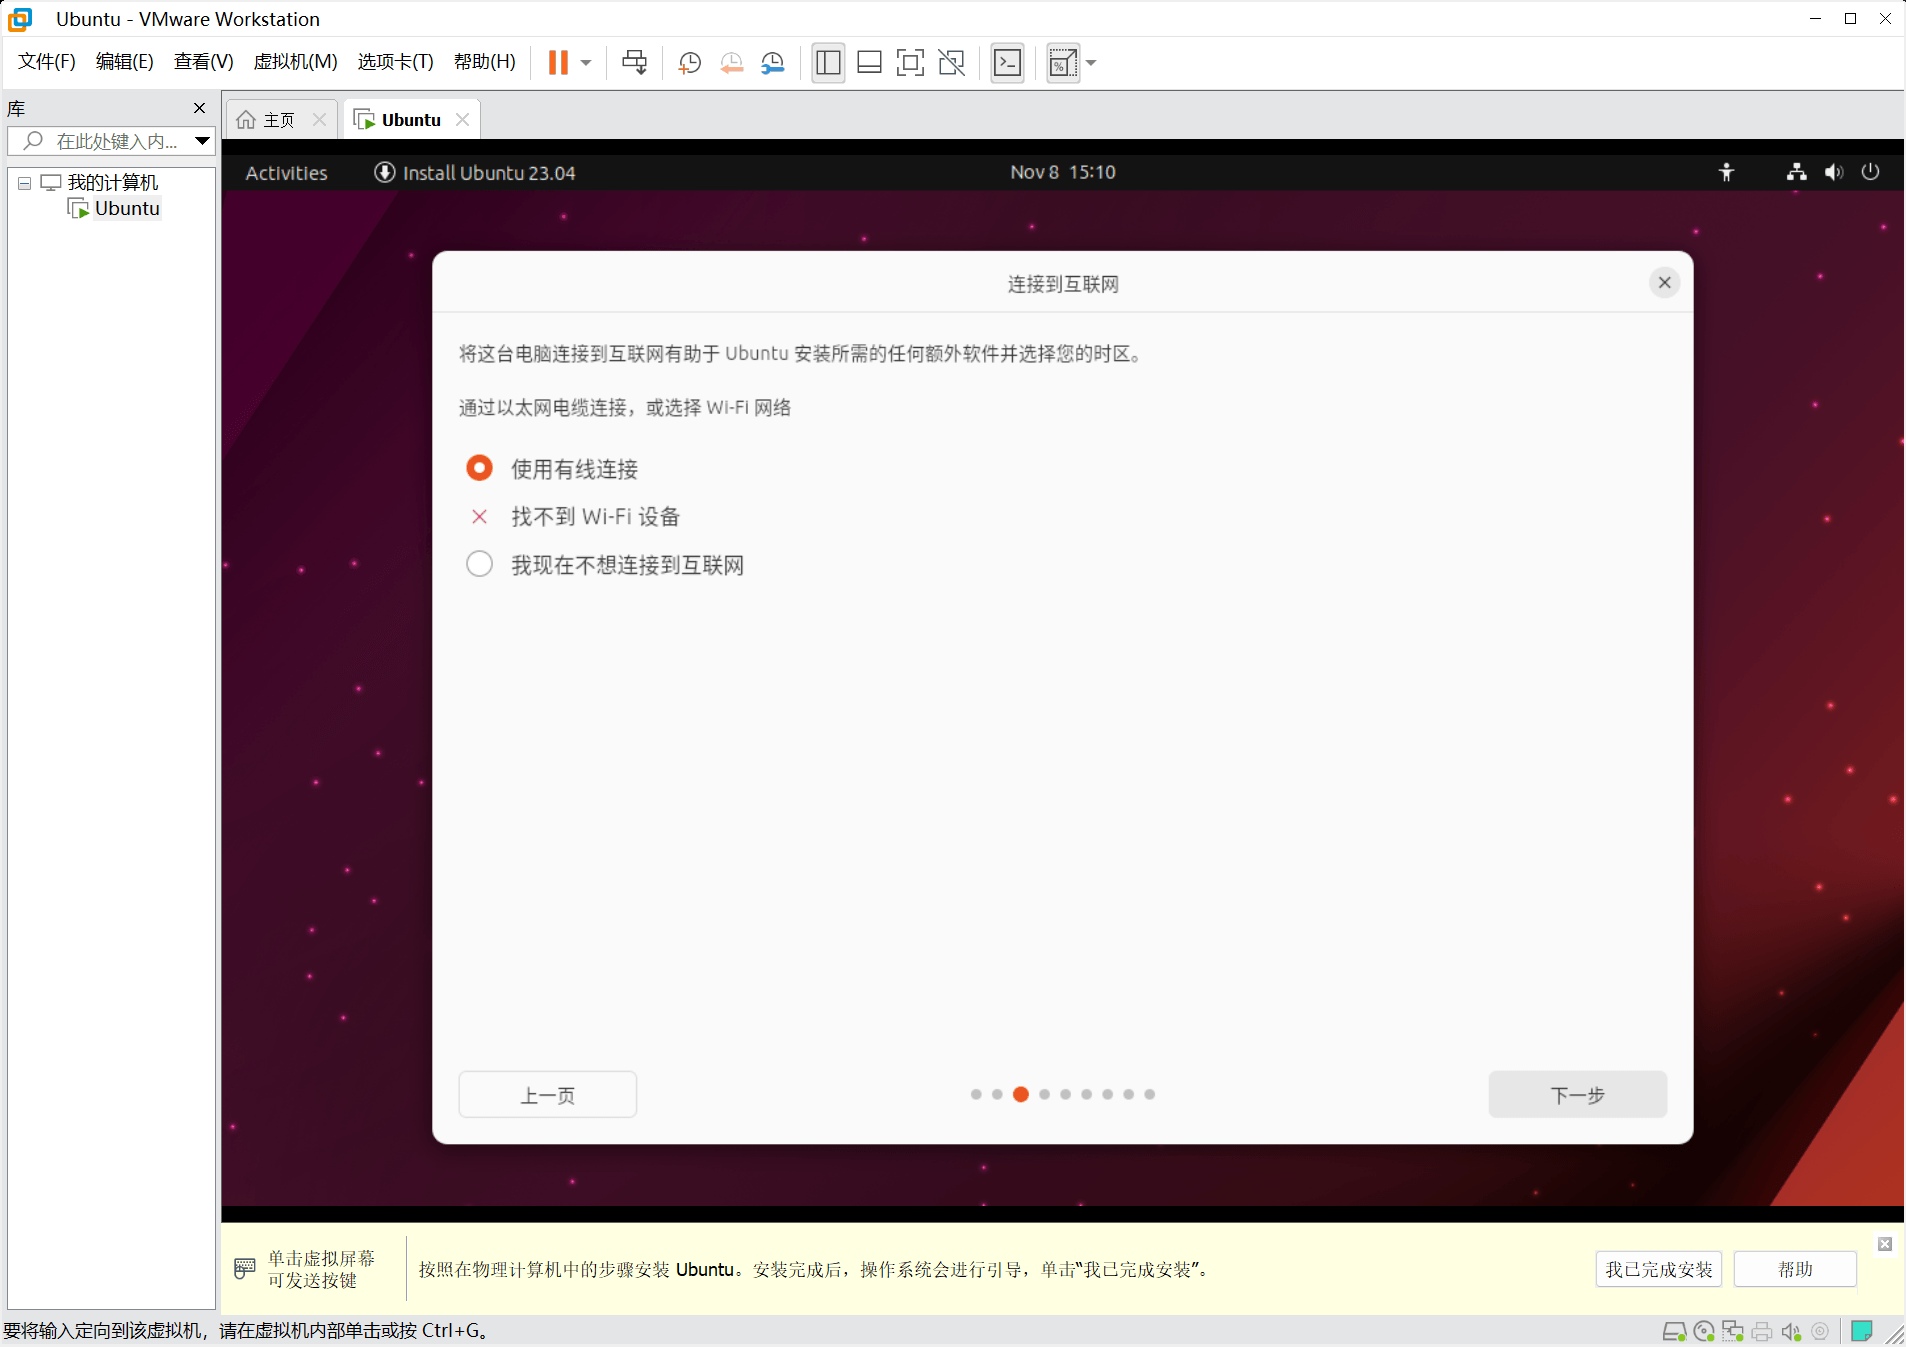 Ubuntu - VMware Workstation
文件(F) 编辑(E) 查看(V) 虚拟机(M) 选项卡(T) 帮助(H)
库
在此处键入内...
我的计算机
Ubuntu
主页 Ubuntu
Activities Install Ubuntu 23.04 Nov 8 15:10
连接到互联网
将这台电脑连接到互联网有助于 Ubuntu 安装所需的任何额外软件并选择您的时区。
通过以太网电缆连接，或选择 Wi-Fi 网络
使用有线连接
找不到 Wi-Fi 设备
我现在不想连接到互联网
上一页 下一步
单击虚拟屏幕
可发送按键
按照在物理计算机中的步骤安装 Ubuntu。安装完成后，操作系统会进行引导，单击“我已完成安装”。
我已完成安装 帮助
要将输入定向到该虚拟机，请在虚拟机内部单击或按 Ctrl+G。